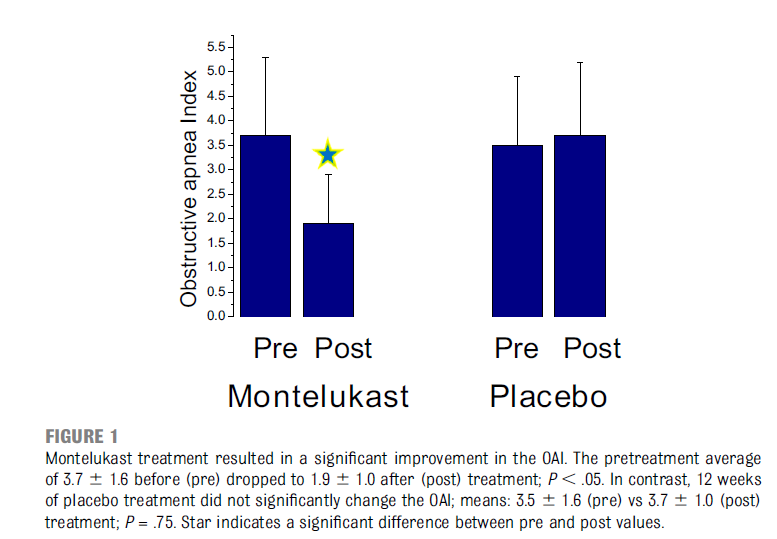 5.5
5.0
4.5
4.0
3.5
3.0
2.5
2.0
1.5
1.0
0.5
0.0
Obstructive apnea Index
Pre Post Pre Post
Montelukast Placebo
FIGURE 1
Montelukast treatment resulted in a significant improvement in the OAI. The pretreatment average
of 3.7 ± 1.6 before (pre) dropped to 1.9 ± 1.0 after (post) treatment; P < .05. In contrast, 12 weeks
of placebo treatment did not significantly change the OAI; means: 3.5 ± 1.6 (pre) vs 3.7 ± 1.0 (post)
treatment; P = .75. Star indicates a significant difference between pre and post values.